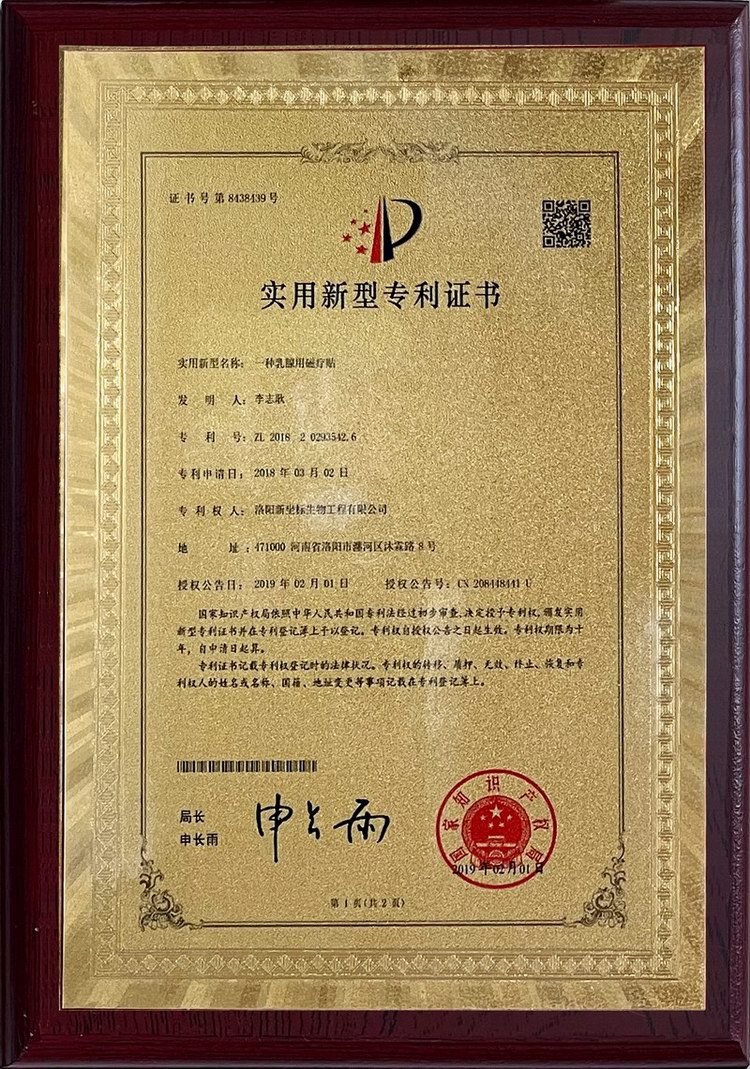 证书号第8438439号
实用新型专利证书
实用新型名称：一种乳腺用磁疗贴
发明人：李志耿
专利号：ZL 2018 2 0293542.6
专利申请日：2018年03月02日
专利权人：洛阳新坐标生物工程有限公司
地址：471000 河南省洛阳市瀍河区沐霖路8号
授权公告日：2019年02月01日 授权公告号：CN 208448441 U
国家知识产权局依照中华人民共和国专利法经过初步审查，决定授予专利权，颁发实用
新型专利证书并在专利登记簿上予以登记。专利权自授权公告之日起生效。专利权期限为十
年，自申请日起算。
专利证书记载专利权登记时的法律状况。专利权的转移、质押、无效、终止、恢复和专
利权人的姓名或名称、国籍、地址变更等事项记载在专利登记簿上。
局长
申长雨
申长雨
国家知识产权局
2019年02月01日
第1页(共2页)